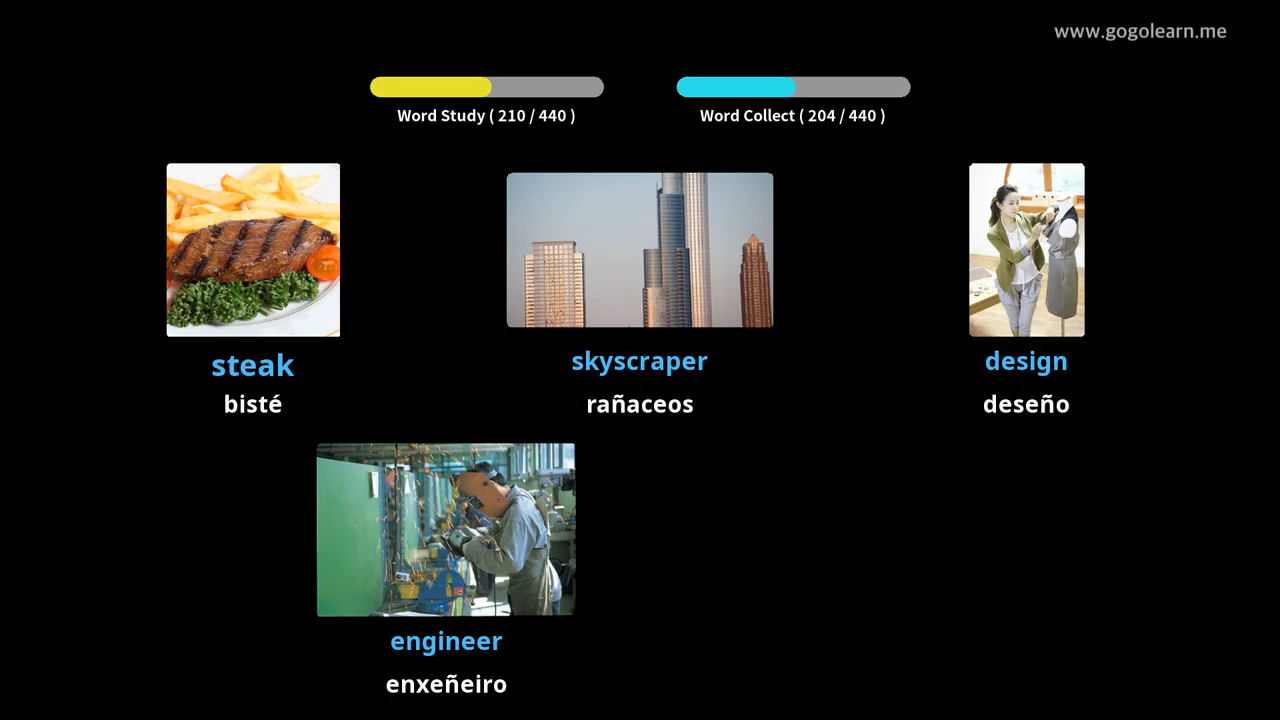 www.gogolearn.me
Word Study ( 210 / 440 )
Word Collect ( 204 / 440 )
steak
skyscraper
design
bisté
rañaceos
deseño
engineer
enxeñeiro